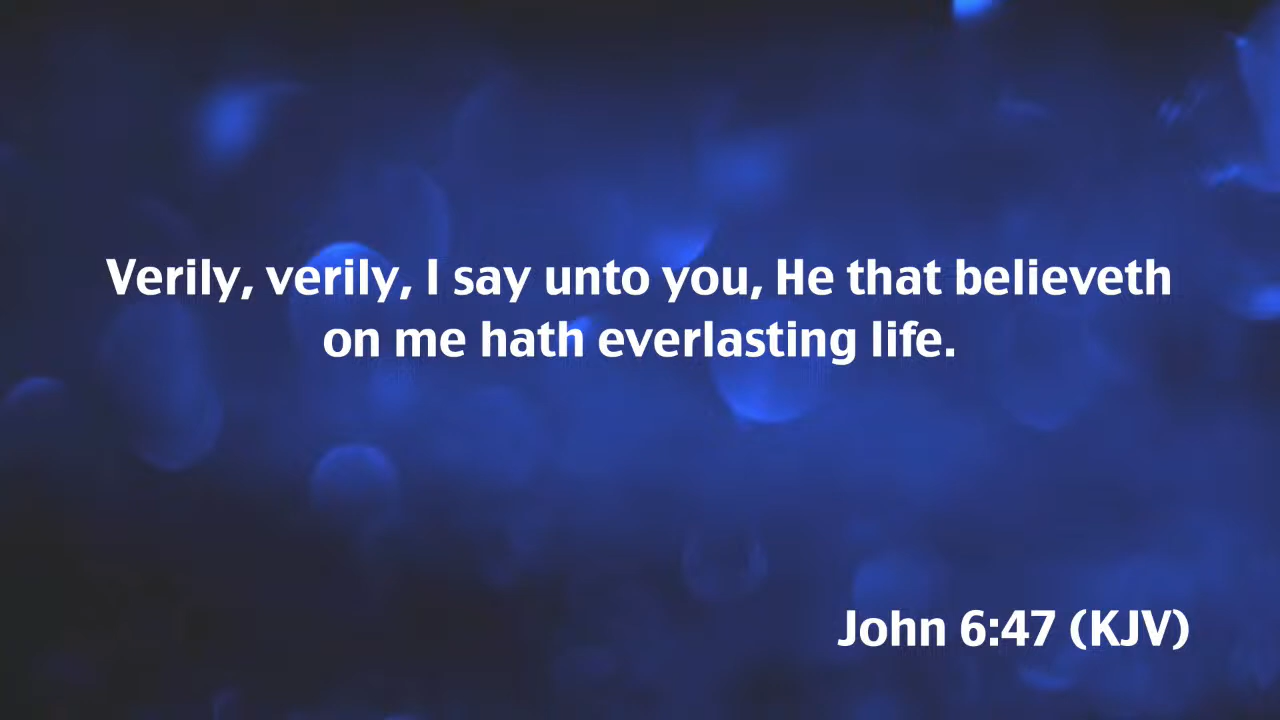 Verily, verily, I say unto you, He that believeth
on me hath everlasting life.
John 6:47 (KJV)